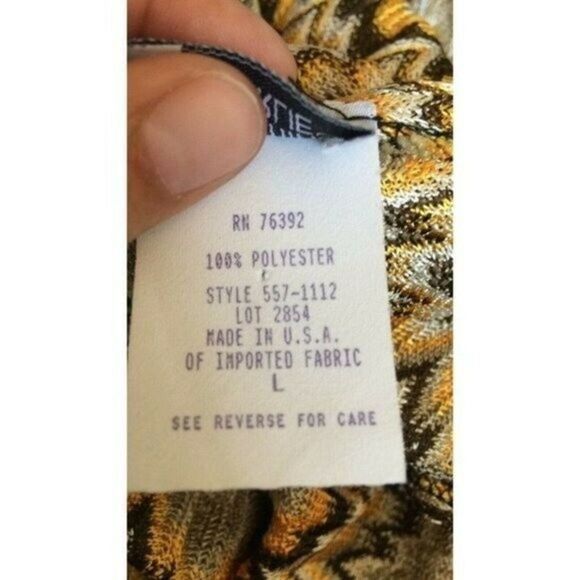 RN 76392
100% POLYESTER
STYLE 557-1112
LOT 2854
MADE IN U.S.A.
OF IMPORTED FABRIC
L
SEE REVERSE FOR CARE